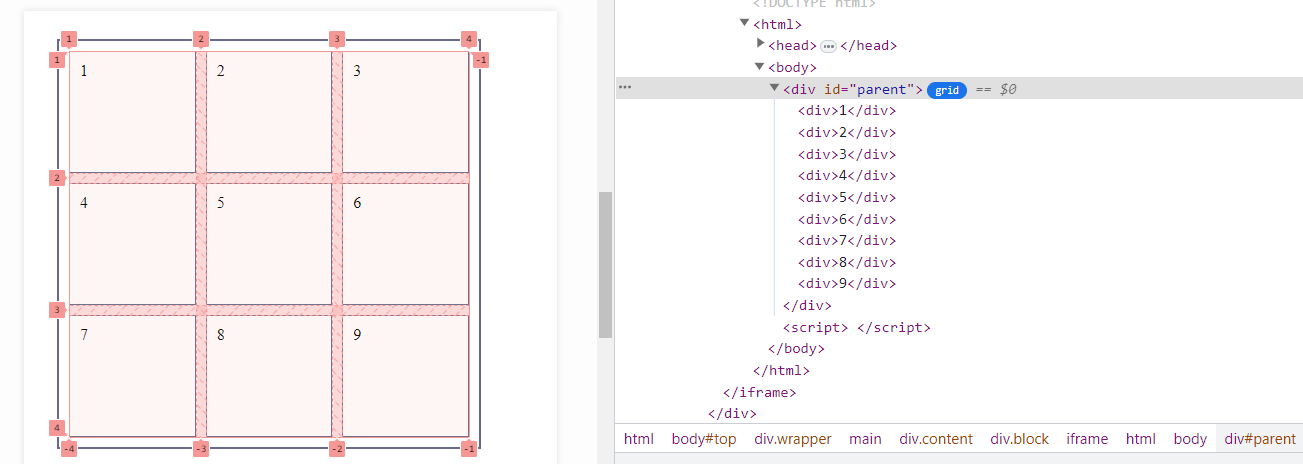 1 2 3 4
1 -1
1 2 3
2
4 5 6
3
7 8 9
4
-4 -3 -2 -1
<!DOCTYPE html>
▼<html>
▶<head>•••</head>
▼<body>
••• ▼<div id="parent"> grid == $0
<div>1</div>
<div>2</div>
<div>3</div>
<div>4</div>
<div>5</div>
<div>6</div>
<div>7</div>
<div>8</div>
<div>9</div>
</div>
<script> </script>
</body>
</html>
</iframe>
</div>
html body#top div.wrapper main div.content div.block iframe html body div#parent